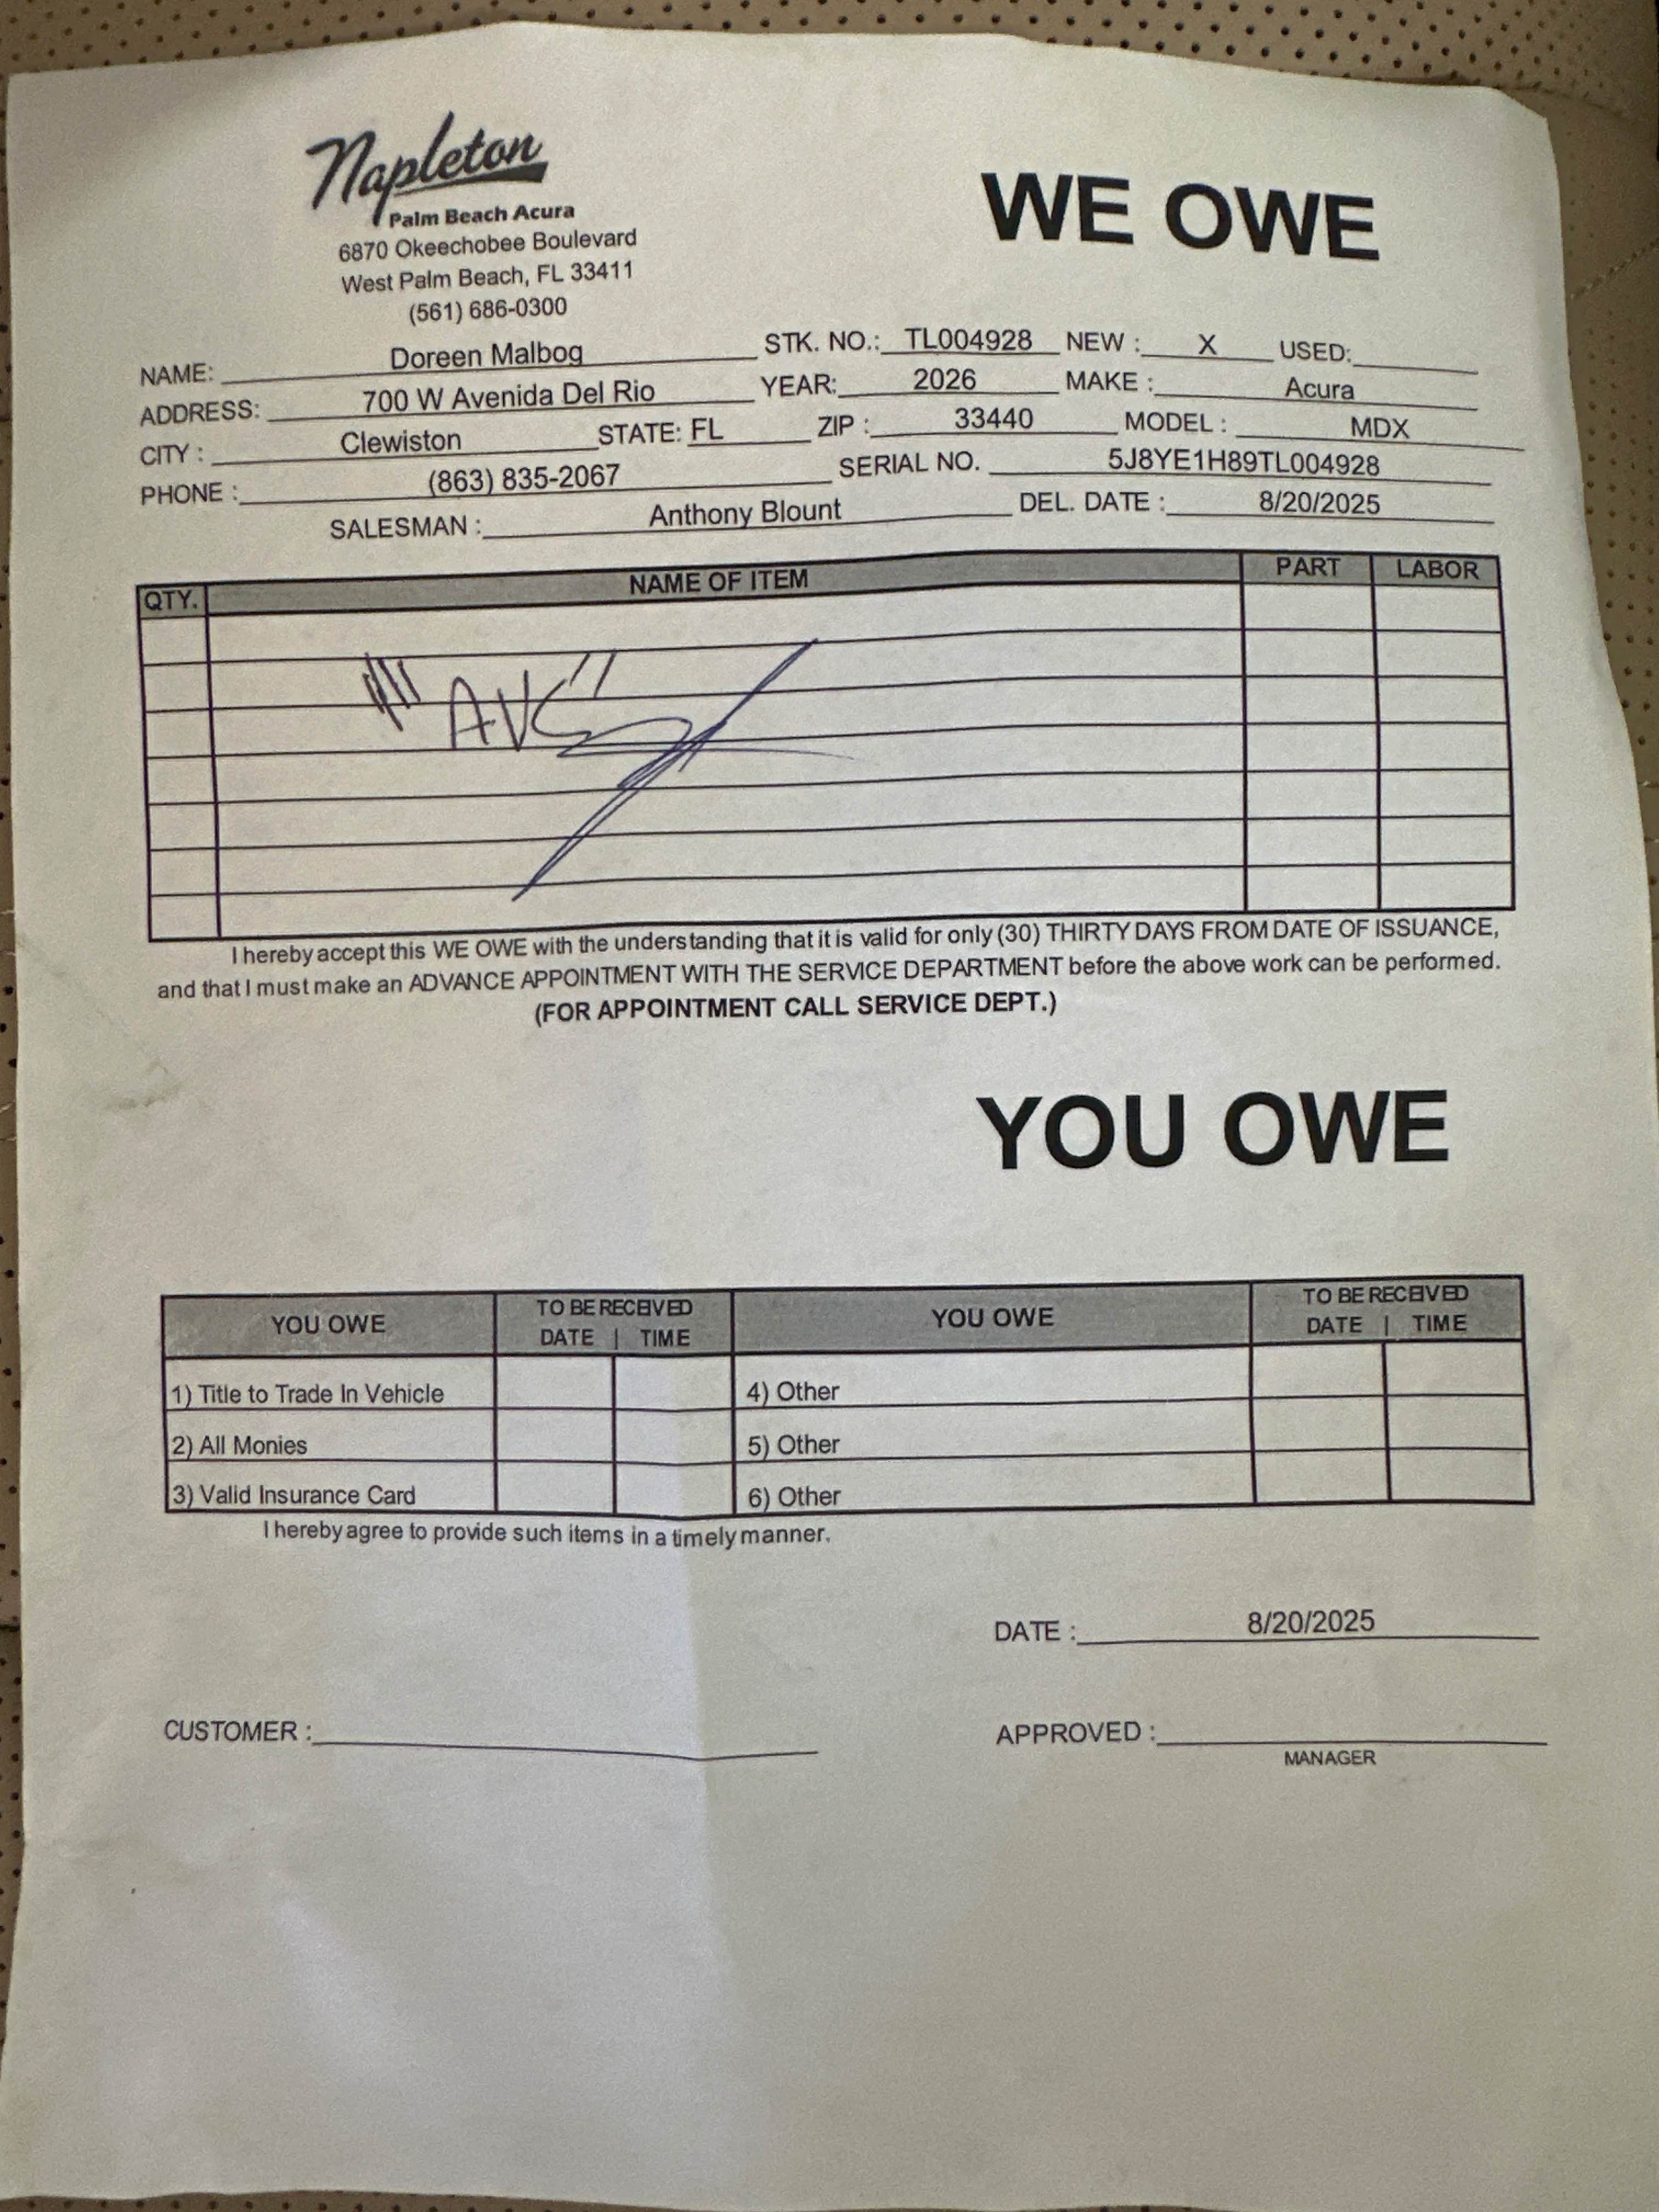 Napleton
Palm Beach Acura
6870 Okeechobee Boulevard
West Palm Beach, FL 33411
(561) 686-0300
WE OWE
NAME: Doreen Malbog STK. NO.: TL004928 NEW : X USED:
ADDRESS: 700 W Avenida Del Rio YEAR: 2026 MAKE : Acura
CITY : Clewiston STATE: FL ZIP : 33440 MODEL : MDX
PHONE : (863) 835-2067 SERIAL NO. 5J8YE1H89TL004928
SALESMAN : Anthony Blount DEL. DATE : 8/20/2025
QTY. NAME OF ITEM PART LABOR
I hereby accept this WE OWE with the understanding that it is valid for only (30) THIRTY DAYS FROM DATE OF ISSUANCE,
and that I must make an ADVANCE APPOINTMENT WITH THE SERVICE DEPARTMENT before the above work can be performed.
(FOR APPOINTMENT CALL SERVICE DEPT.)
YOU OWE
YOU OWE TO BE RECEIVED YOU OWE TO BE RECEIVED
DATE | TIME DATE | TIME
1) Title to Trade In Vehicle 4) Other
2) All Monies 5) Other
3) Valid Insurance Card 6) Other
I hereby agree to provide such items in a timely manner.
DATE : 8/20/2025
CUSTOMER : APPROVED :
MANAGER